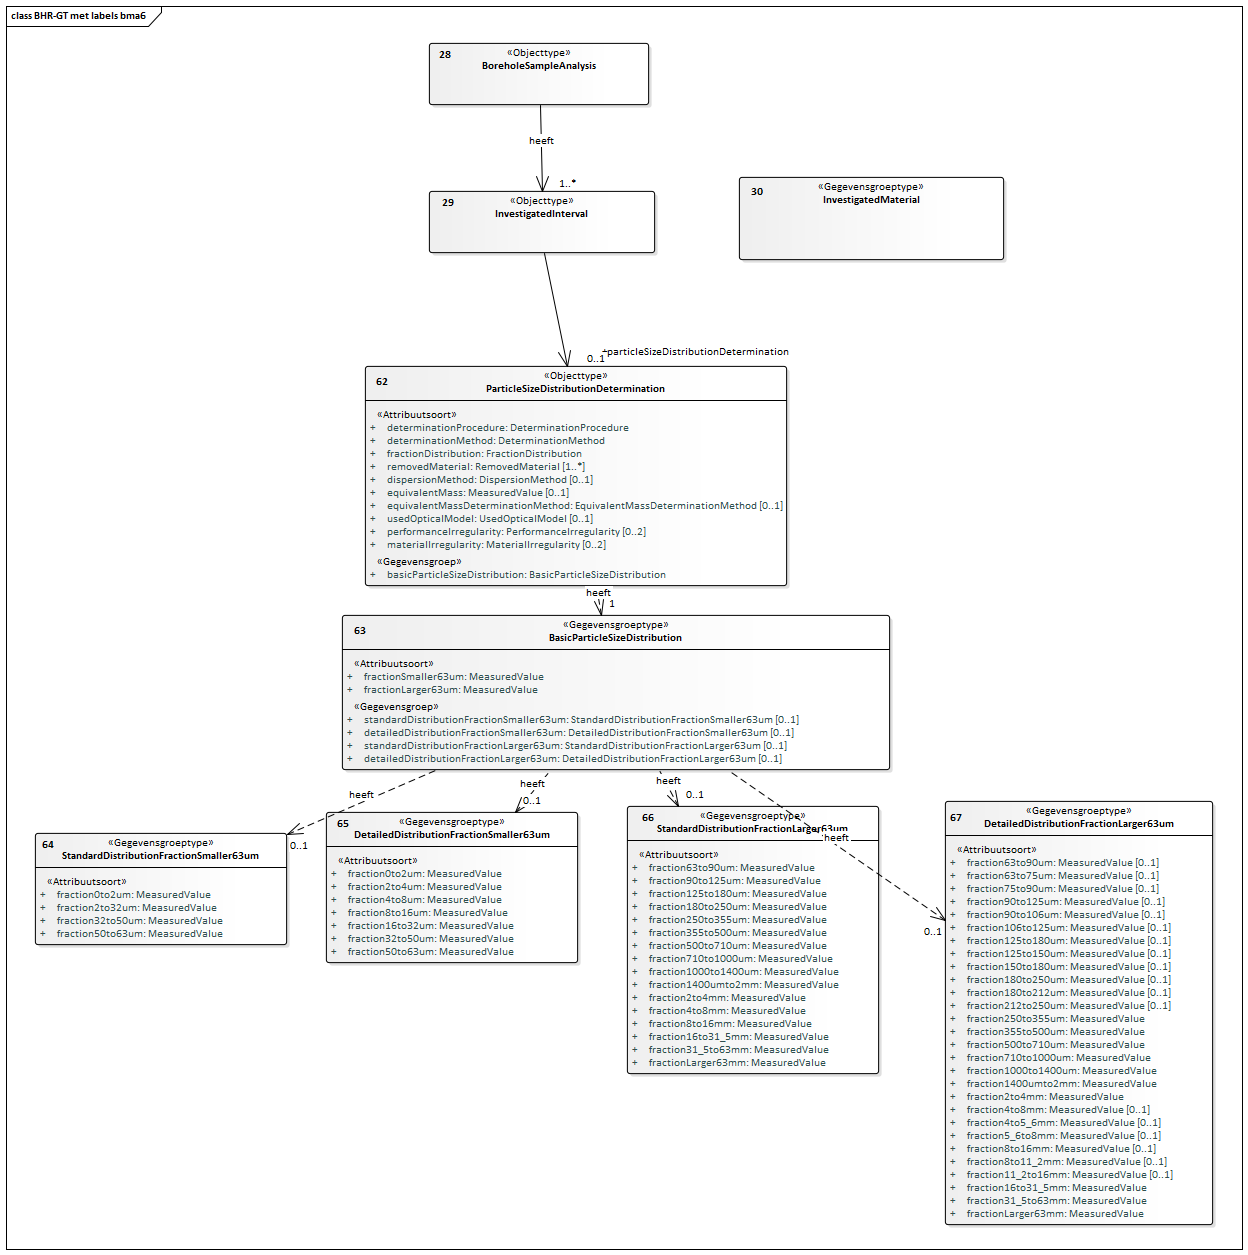 class BHR-GT met labels bma6
28
«Objecttype»
BoreholeSampleAnalysis
heeft
1..*
29
«Objecttype»
InvestigatedInterval
30
«Gegevensgroeptype»
InvestigatedMaterial
+particleSizeDistributionDetermination
0..1
62
«Objecttype»
ParticleSizeDistributionDetermination
«Attribuutsoort»
+ determinationProcedure: DeterminationProcedure
+ determinationMethod: DeterminationMethod
+ fractionDistribution: FractionDistribution
+ removedMaterial: RemovedMaterial [1..*]
+ dispersionMethod: DispersionMethod [0..1]
+ equivalentMass: MeasuredValue [0..1]
+ equivalentMassDeterminationMethod: EquivalentMassDeterminationMethod [0..1]
+ usedOpticalModel: UsedOpticalModel [0..1]
+ performanceIrregularity: PerformanceIrregularity [0..2]
+ materialIrregularity: MaterialIrregularity [0..2]
«Gegevensgroep»
+ basicParticleSizeDistribution: BasicParticleSizeDistribution
heeft
1
63
«Gegevensgroeptype»
BasicParticleSizeDistribution
«Attribuutsoort»
+ fractionSmaller63um: MeasuredValue
+ fractionLarger63um: MeasuredValue
«Gegevensgroep»
+ standardDistributionFractionSmaller63um: StandardDistributionFractionSmaller63um [0..1]
+ detailedDistributionFractionSmaller63um: DetailedDistributionFractionSmaller63um [0..1]
+ standardDistributionFractionLarger63um: StandardDistributionFractionLarger63um [0..1]
+ detailedDistributionFractionLarger63um: DetailedDistributionFractionLarger63um [0..1]
heeft
0..1
heeft
0..1
heeft
0..1
heeft
0..1
64
«Gegevensgroeptype»
StandardDistributionFractionSmaller63um
«Attribuutsoort»
+ fraction0to2um: MeasuredValue
+ fraction2to32um: MeasuredValue
+ fraction32to50um: MeasuredValue
+ fraction50to63um: MeasuredValue
65
«Gegevensgroeptype»
DetailedDistributionFractionSmaller63um
«Attribuutsoort»
+ fraction0to2um: MeasuredValue
+ fraction2to4um: MeasuredValue
+ fraction4to8um: MeasuredValue
+ fraction8to16um: MeasuredValue
+ fraction16to32um: MeasuredValue
+ fraction32to50um: MeasuredValue
+ fraction50to63um: MeasuredValue
66
«Gegevensgroeptype»
StandardDistributionFractionLarger63um
«Attribuutsoort»
+ fraction63to90um: MeasuredValue
+ fraction90to125um: MeasuredValue
+ fraction125to180um: MeasuredValue
+ fraction180to250um: MeasuredValue
+ fraction250to355um: MeasuredValue
+ fraction355to500um: MeasuredValue
+ fraction500to710um: MeasuredValue
+ fraction710to1000um: MeasuredValue
+ fraction1000to1400um: MeasuredValue
+ fraction1400umto2mm: MeasuredValue
+ fraction2to4mm: MeasuredValue
+ fraction4to8mm: MeasuredValue
+ fraction8to16mm: MeasuredValue
+ fraction16to31_5mm: MeasuredValue
+ fraction31_5to63mm: MeasuredValue
+ fractionLarger63mm: MeasuredValue
67
«Gegevensgroeptype»
DetailedDistributionFractionLarger63um
«Attribuutsoort»
+ fraction63to90um: MeasuredValue [0..1]
+ fraction63to75um: MeasuredValue [0..1]
+ fraction75to90um: MeasuredValue [0..1]
+ fraction90to125um: MeasuredValue [0..1]
+ fraction90to106um: MeasuredValue [0..1]
+ fraction106to125um: MeasuredValue [0..1]
+ fraction125to180um: MeasuredValue [0..1]
+ fraction125to150um: MeasuredValue [0..1]
+ fraction150to180um: MeasuredValue [0..1]
+ fraction180to250um: MeasuredValue [0..1]
+ fraction180to212um: MeasuredValue [0..1]
+ fraction212to250um: MeasuredValue [0..1]
+ fraction250to355um: MeasuredValue
+ fraction355to500um: MeasuredValue
+ fraction500to710um: MeasuredValue
+ fraction710to1000um: MeasuredValue
+ fraction1000to1400um: MeasuredValue
+ fraction1400umto2mm: MeasuredValue
+ fraction2to4mm: MeasuredValue
+ fraction4to8mm: MeasuredValue [0..1]
+ fraction4to5_6mm: MeasuredValue [0..1]
+ fraction5_6to8mm: MeasuredValue [0..1]
+ fraction8to16mm: MeasuredValue [0..1]
+ fraction8to11_2mm: MeasuredValue [0..1]
+ fraction11_2to16mm: MeasuredValue [0..1]
+ fraction16to31_5mm: MeasuredValue
+ fraction31_5to63mm: MeasuredValue
+ fractionLarger63mm: MeasuredValue